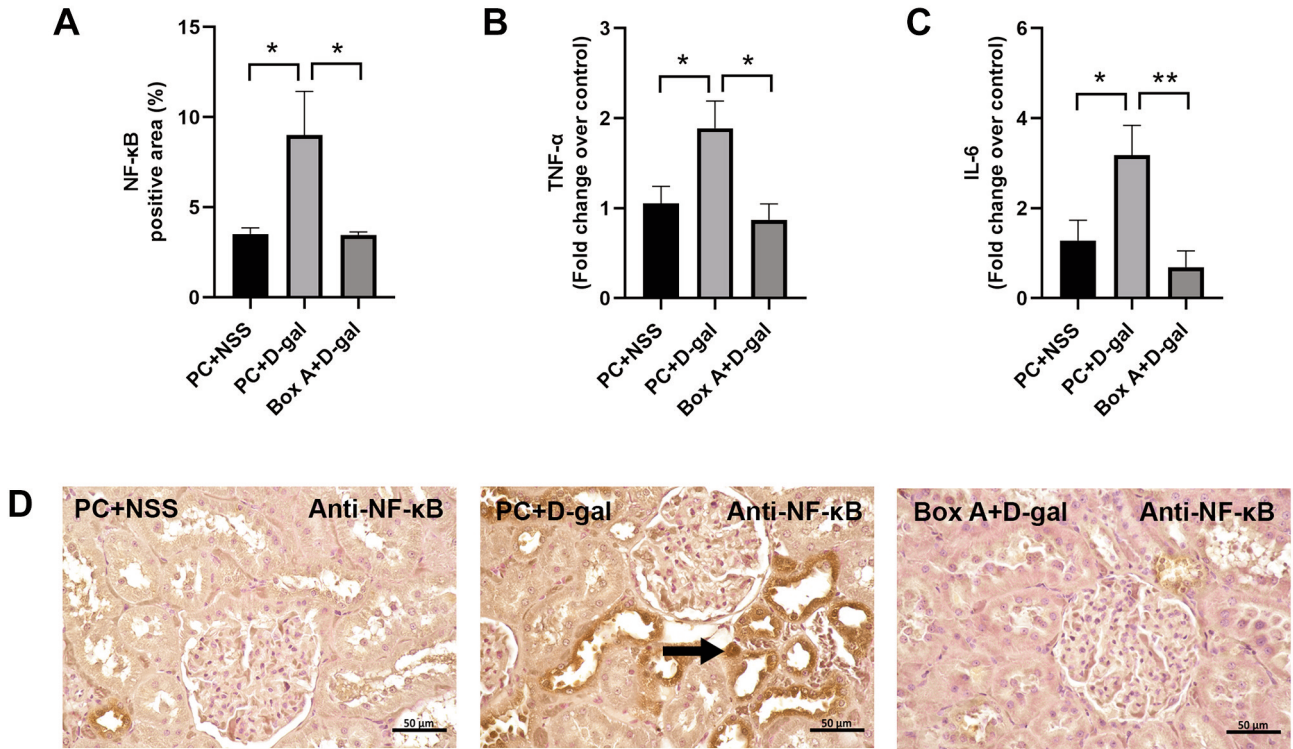 A
NF-κB
positive area (%)
15
10
5
0
*
*
PC+NSS
PC+D-gal
Box A+D-gal
B
TNF-α
(Fold change over control)
3
2
1
0
*
*
PC+NSS
PC+D-gal
Box A+D-gal
C
IL-6
(Fold change over control)
6
4
2
0
*
**
PC+NSS
PC+D-gal
Box A+D-gal
D
PC+NSS Anti-NF-κB
50 μm
PC+D-gal Anti-NF-κB
50 μm
Box A+D-gal Anti-NF-κB
50 μm